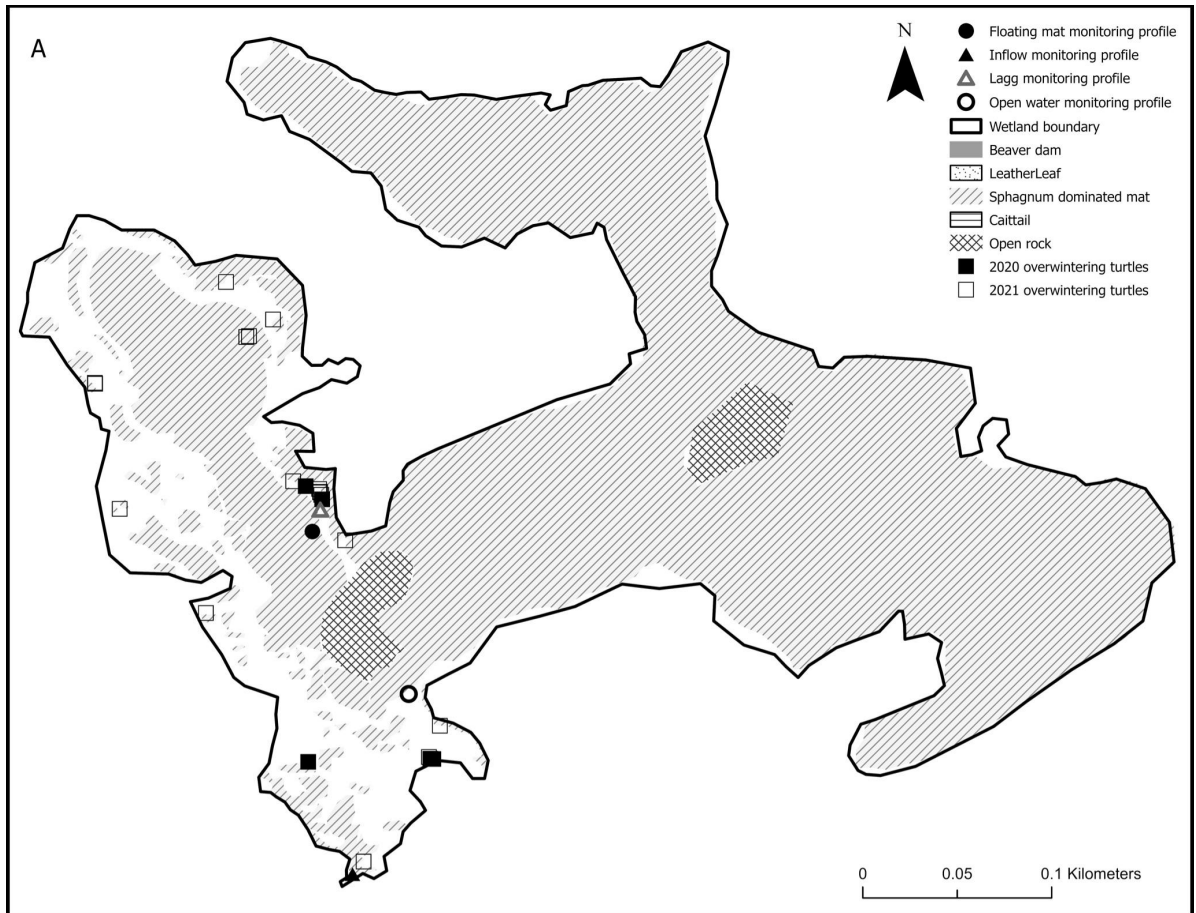 A
N
Floating mat monitoring profile
Inflow monitoring profile
Lagg monitoring profile
Open water monitoring profile
Wetland boundary
Beaver dam
LeatherLeaf
Sphagnum dominated mat
Caittail
Open rock
2020 overwintering turtles
2021 overwintering turtles
0 0.05 0.1 Kilometers